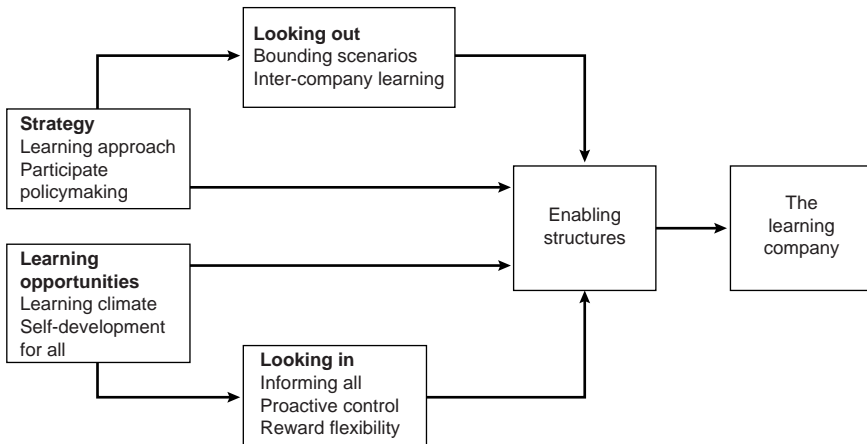 Looking out
Bounding scenarios
Inter-company learning
Strategy
Learning approach
Participate
policymaking
Enabling
structures
The
learning
company
Learning
opportunities
Learning climate
Self-development
for all
Looking in
Informing all
Proactive control
Reward flexibility